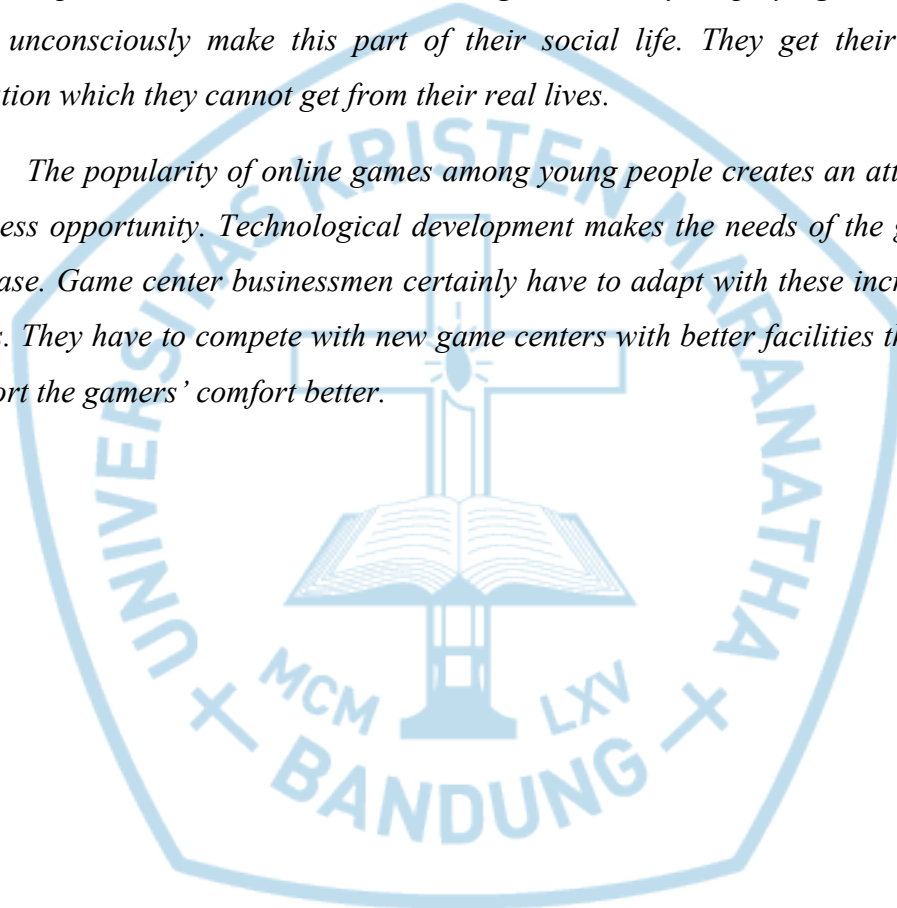 unconsciously make this part of their social life. They get their
tion which they cannot get from their real lives.
The popularity of online games among young people creates an att
ess opportunity. Technological development makes the needs of the g
ase. Game center businessmen certainly have to adapt with these incr
s. They have to compete with new game centers with better facilities th
ort the gamers’ comfort better.
UNIVERSITAS KRISTEN MARANATHA
MCM LXV
BANDUNG